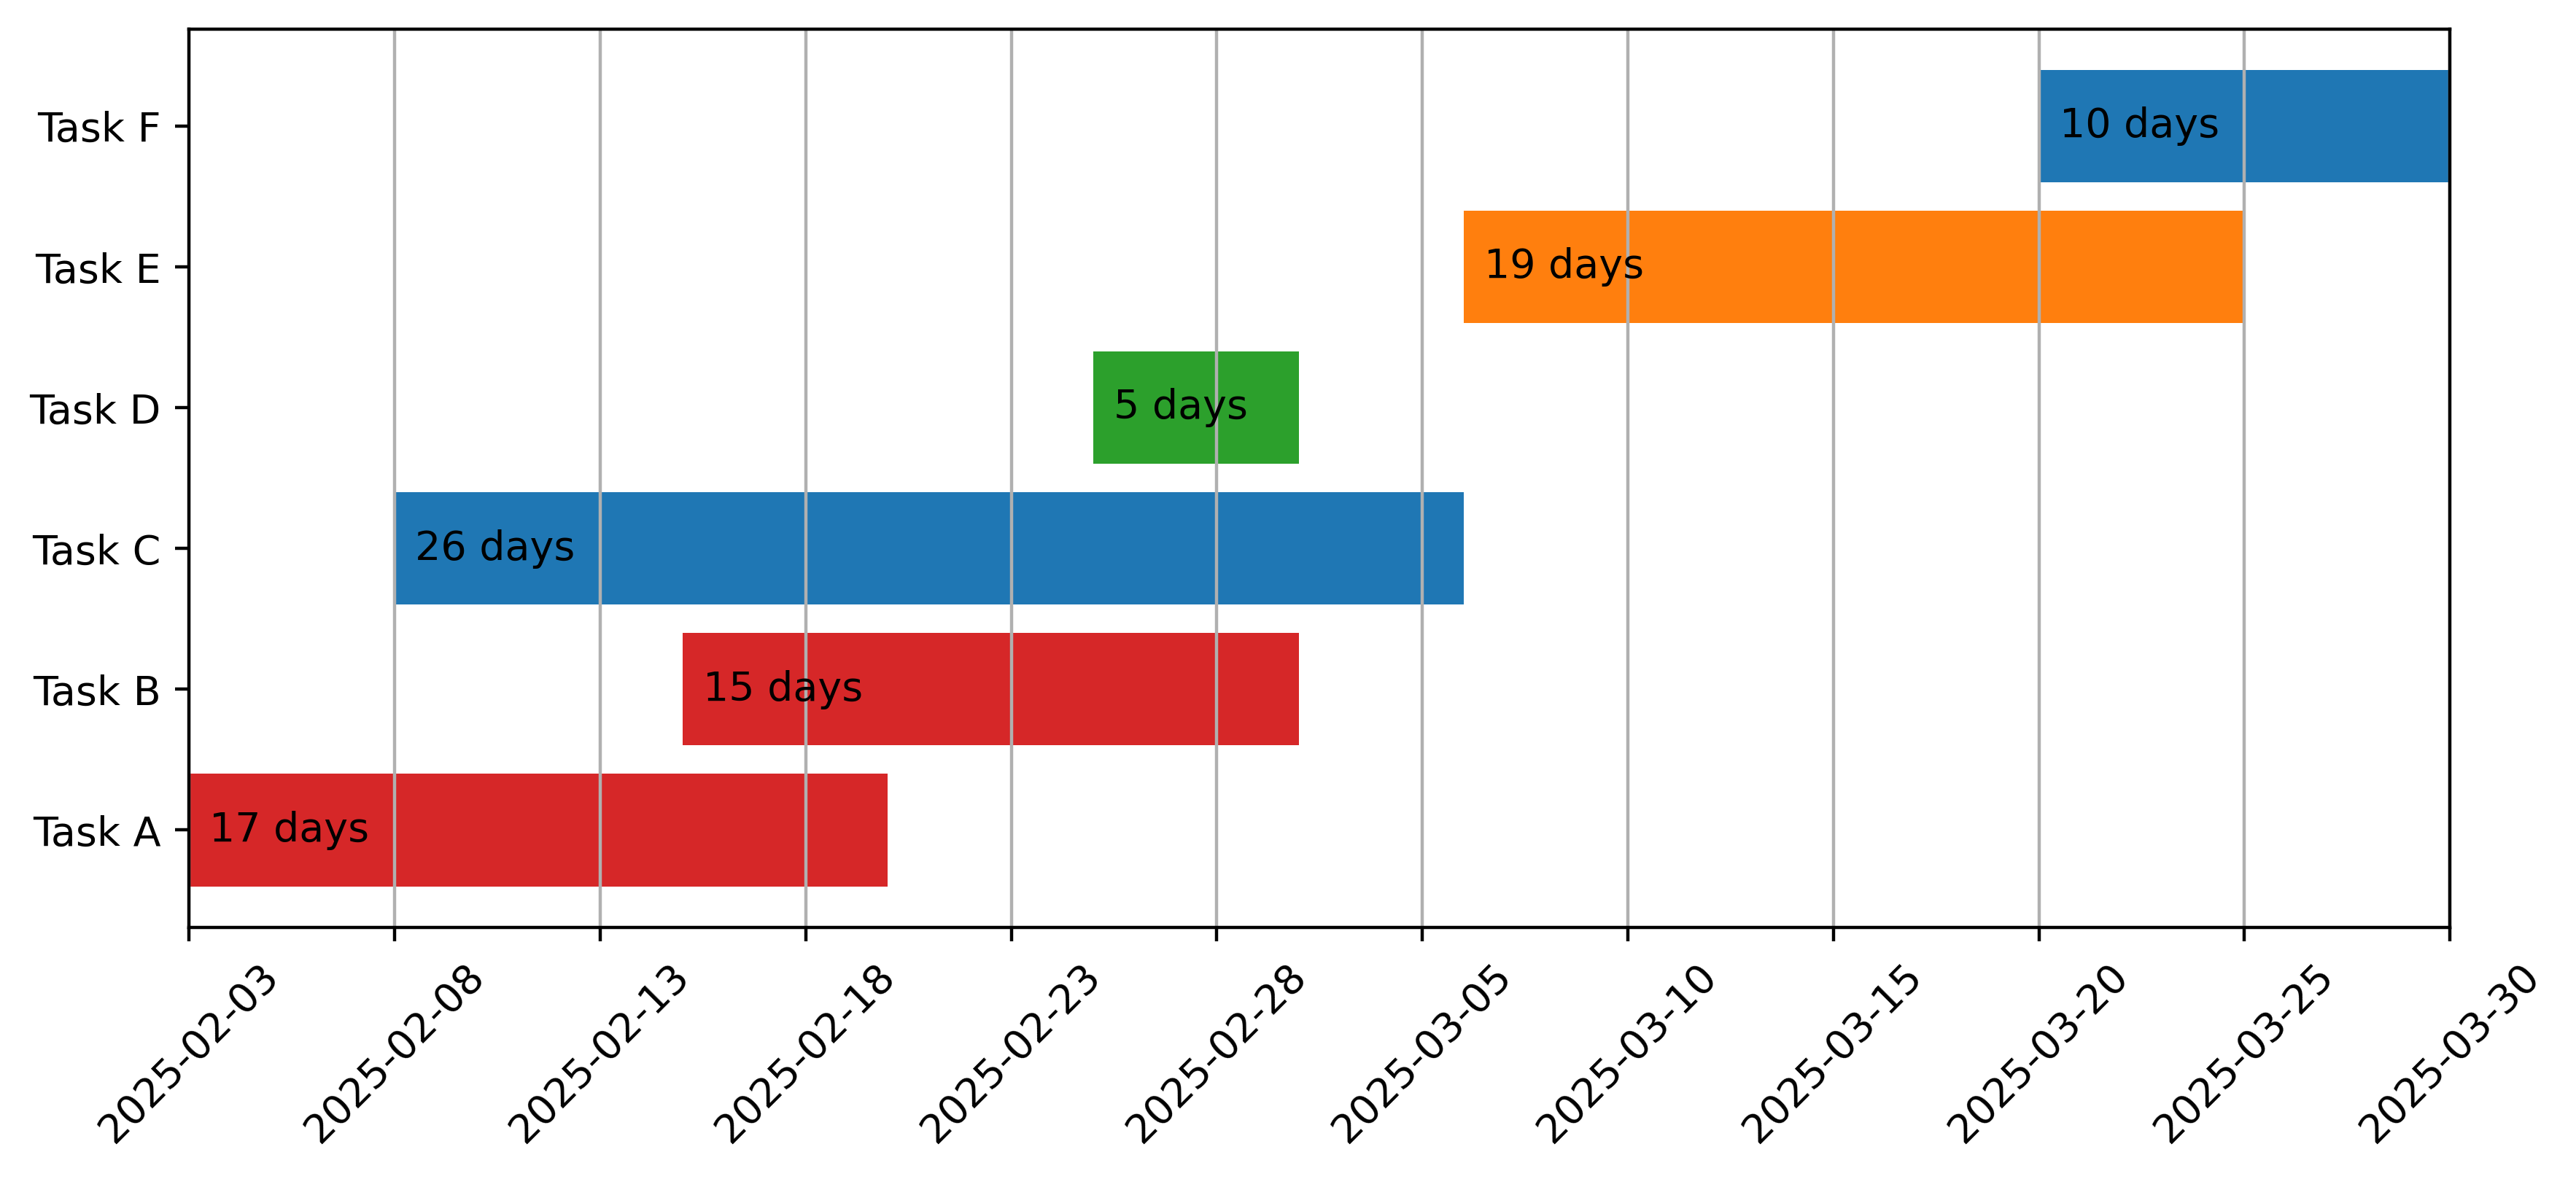 Task F
10 days
Task E
19 days
Task D
5 days
Task C
26 days
Task B
15 days
Task A
17 days
2025-02-03
2025-02-08
2025-02-13
2025-02-18
2025-02-23
2025-02-28
2025-03-05
2025-03-10
2025-03-15
2025-03-20
2025-03-25
2025-03-30